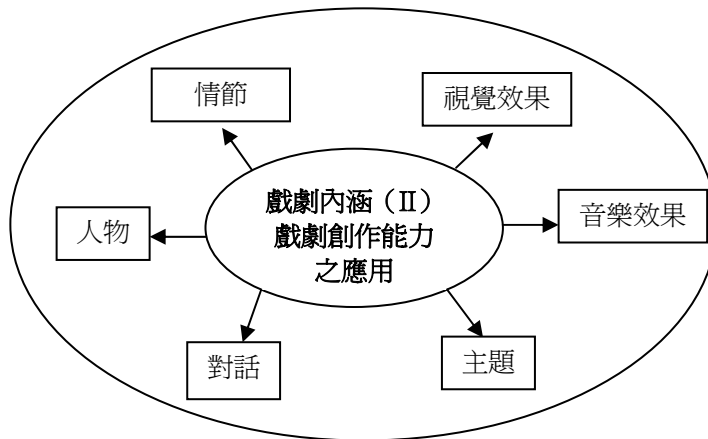 情節
視覺效果
戲劇內涵（Ⅱ）
戲劇創作能力
之應用
人物
音樂效果
對話
主題